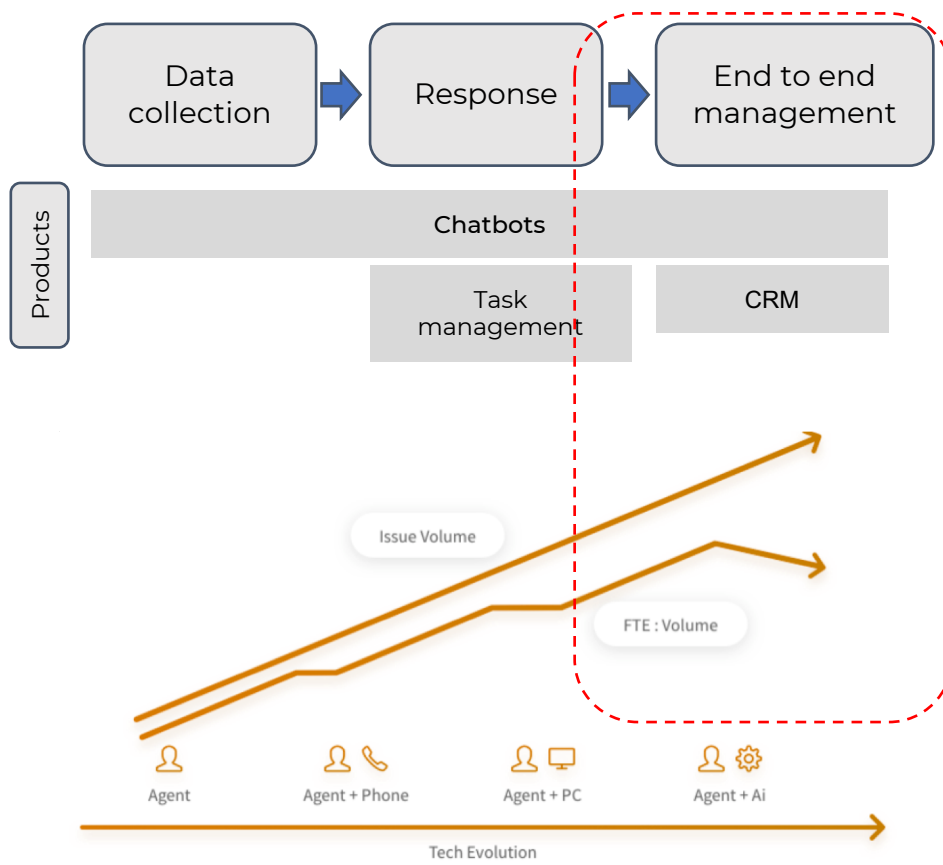 Data
collection
Response
End to end
management
Products
Chatbots
Task
management
CRM
Issue Volume
FTE : Volume
Agent
Agent + Phone
Agent + PC
Agent + Ai
Tech Evolution